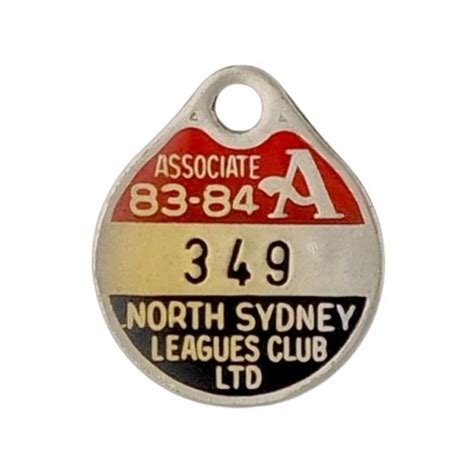 ASSOCIATE
83-84 A
349
NORTH SYDNEY
LEAGUES CLUB
LTD